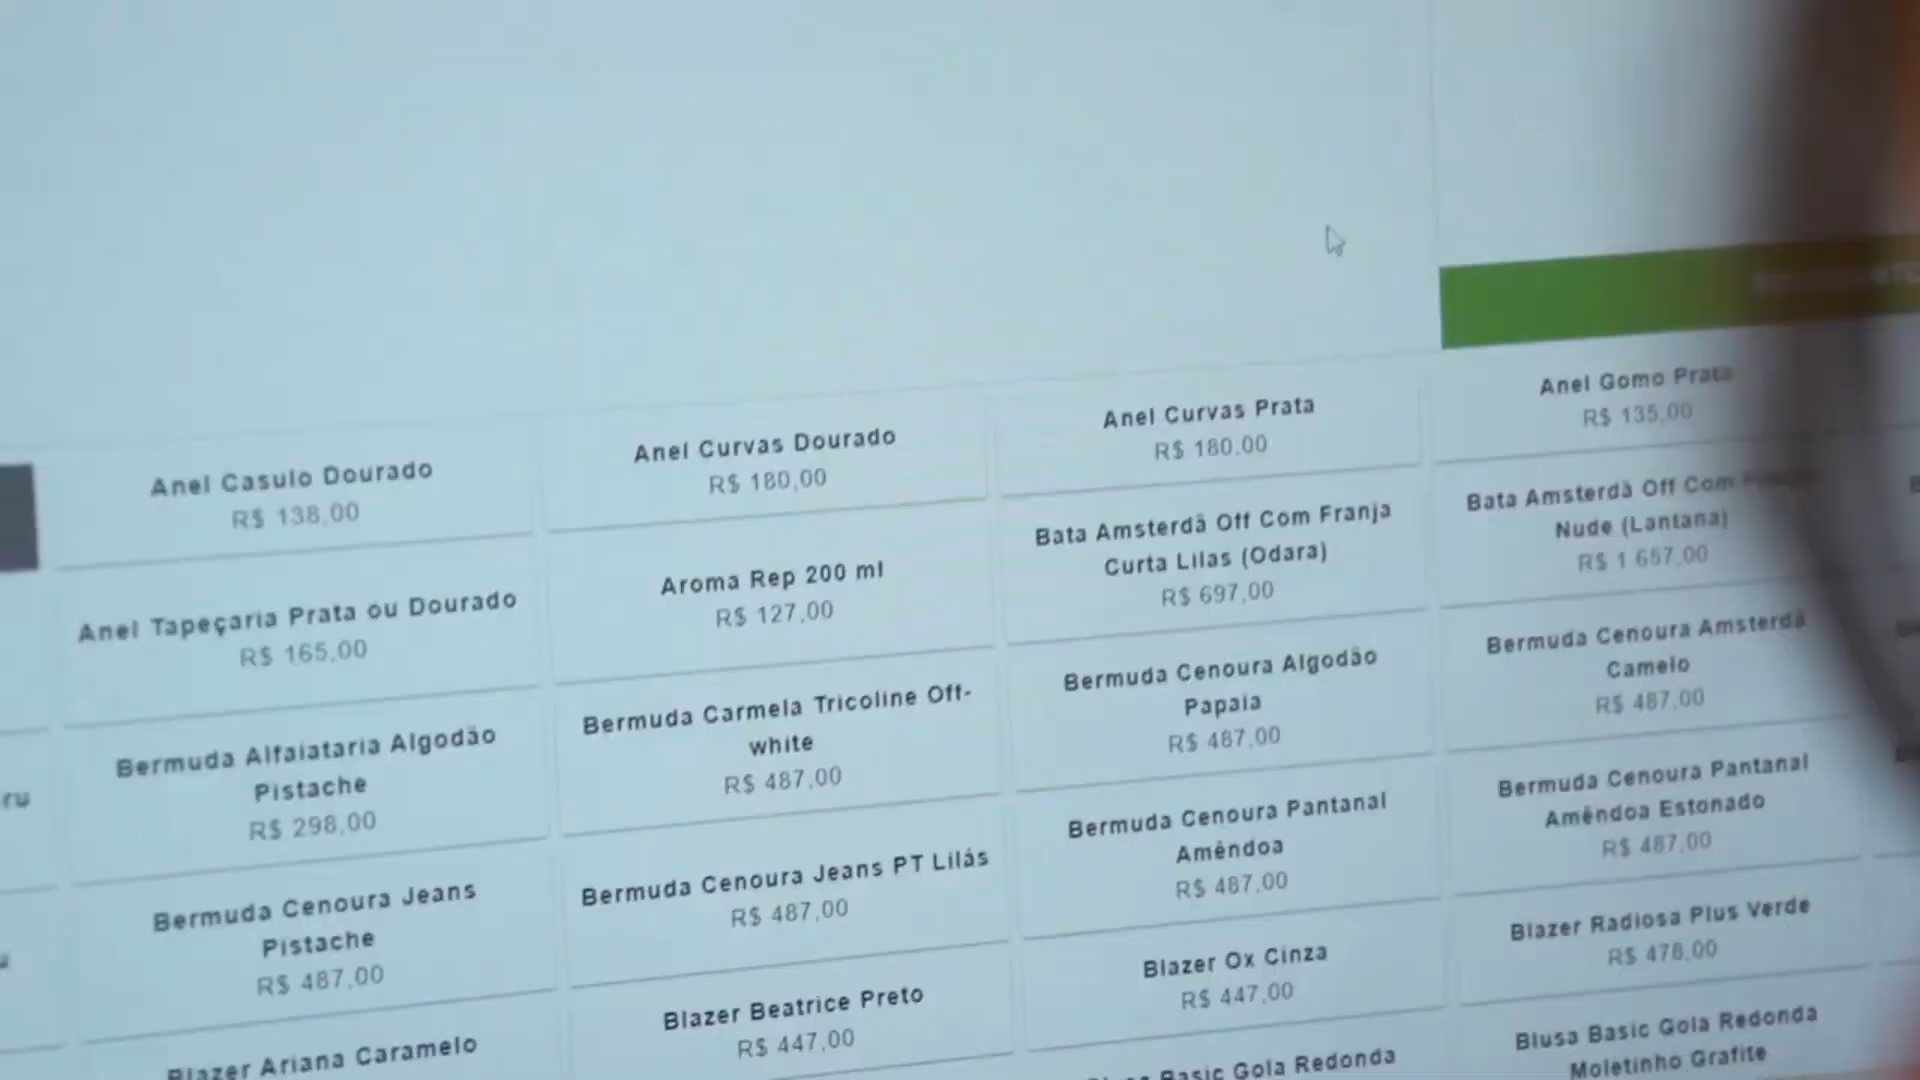 Anel Casulo Dourado
R$ 138,00
Anel Curvas Dourado
R$ 180,00
Anel Curvas Prata
R$ 180,00
Anel Gomo Prata
R$ 135,00
Anel Tapeçaria Prata ou Dourado
R$ 165,00
Aroma Rep 200 ml
R$ 127,00
Bata Amsterdã Off Com Franja
Curta Lilas (Odara)
R$ 697,00
Bata Amsterdã Off Com
Nude (Lantana)
R$ 1.657,00
ru
Bermuda Alfaiataria Algodão
Pistache
R$ 298,00
Bermuda Carmela Tricoline Off-
white
R$ 487,00
Bermuda Cenoura Algodão
Papaia
R$ 487,00
Bermuda Cenoura Amsterdã
Camelo
R$ 487,00
Bermuda Cenoura Jeans
Pistache
R$ 487,00
Bermuda Cenoura Jeans PT Lilás
R$ 487,00
Bermuda Cenoura Pantanal
Amêndoa
R$ 487,00
Bermuda Cenoura Pantanal
Amêndoa Estonado
R$ 487,00
Blazer Ariana Caramelo
Blazer Beatrice Preto
R$ 447,00
Blazer Ox Cinza
R$ 447,00
Blazer Radiosa Plus Verde
R$ 478,00
Basic Gola Redonda
Blusa Basic Gola Redonda
Moletinho Grafite